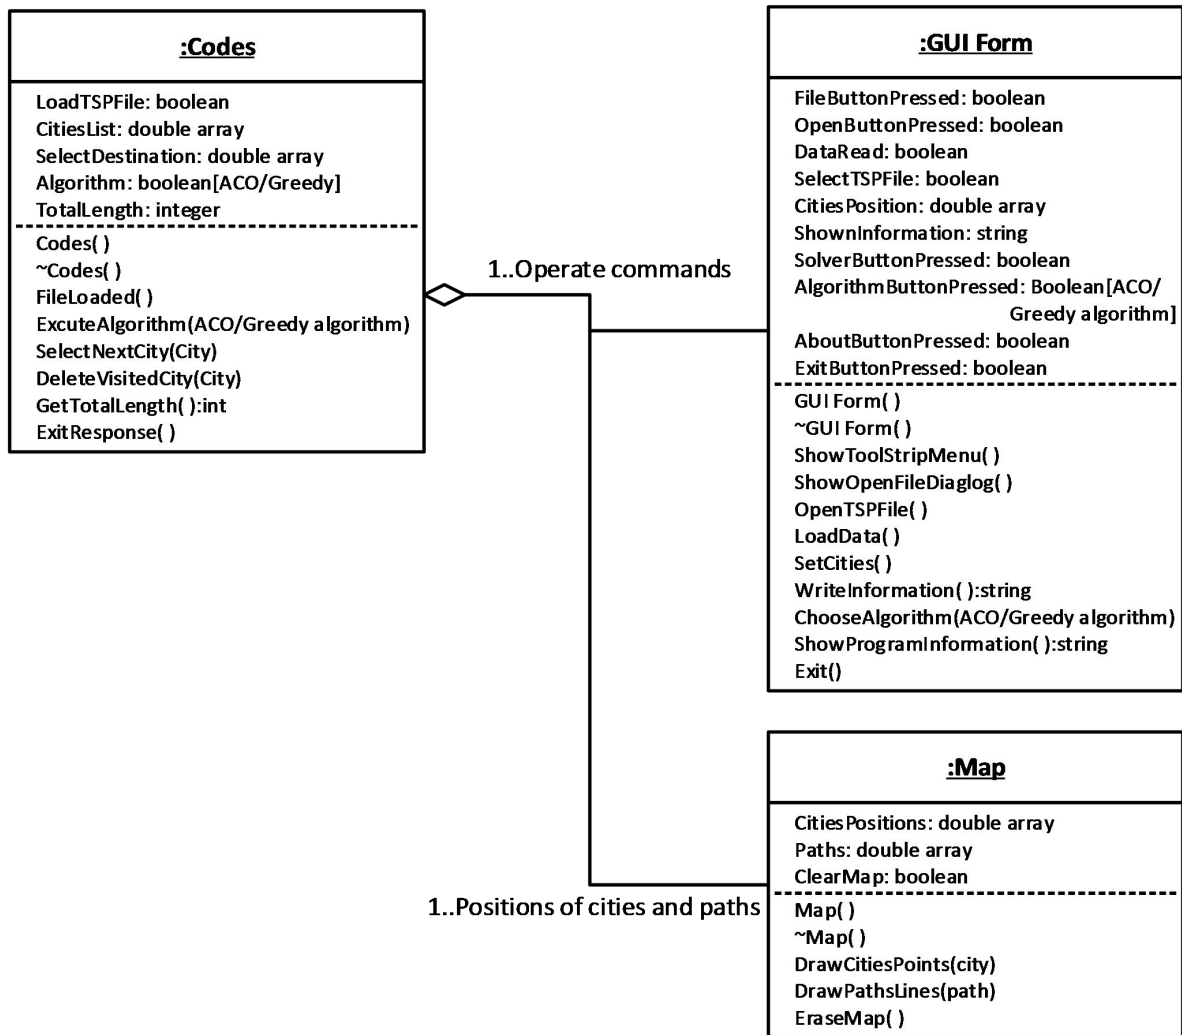 :Codes
LoadTSPFile: boolean
CitiesList: double array
SelectDestination: double array
Algorithm: boolean[ACO/Greedy]
TotalLength: integer
Codes( )
~Codes( )
FileLoaded( )
ExcuteAlgorithm(ACO/Greedy algorithm)
SelectNextCity(City)
DeleteVisitedCity(City)
GetTotalLength( ):int
ExitResponse( )
1..Operate commands
:GUI Form
FileButtonPressed: boolean
OpenButtonPressed: boolean
DataRead: boolean
SelectTSPFile: boolean
CitiesPosition: double array
ShownInformation: string
SolverButtonPressed: boolean
AlgorithmButtonPressed: Boolean[ACO/
Greedy algorithm]
AboutButtonPressed: boolean
ExitButtonPressed: boolean
GUI Form( )
~GUI Form( )
ShowToolStripMenu( )
ShowOpenFileDiaglog( )
OpenTSPFile( )
LoadData( )
SetCities( )
WriteInformation( ):string
ChooseAlgorithm(ACO/Greedy algorithm)
ShowProgramInformation( ):string
Exit()
1..Positions of cities and paths
:Map
CitiesPositions: double array
Paths: double array
ClearMap: boolean
Map( )
~Map( )
DrawCitiesPoints(city)
DrawPathsLines(path)
EraseMap( )